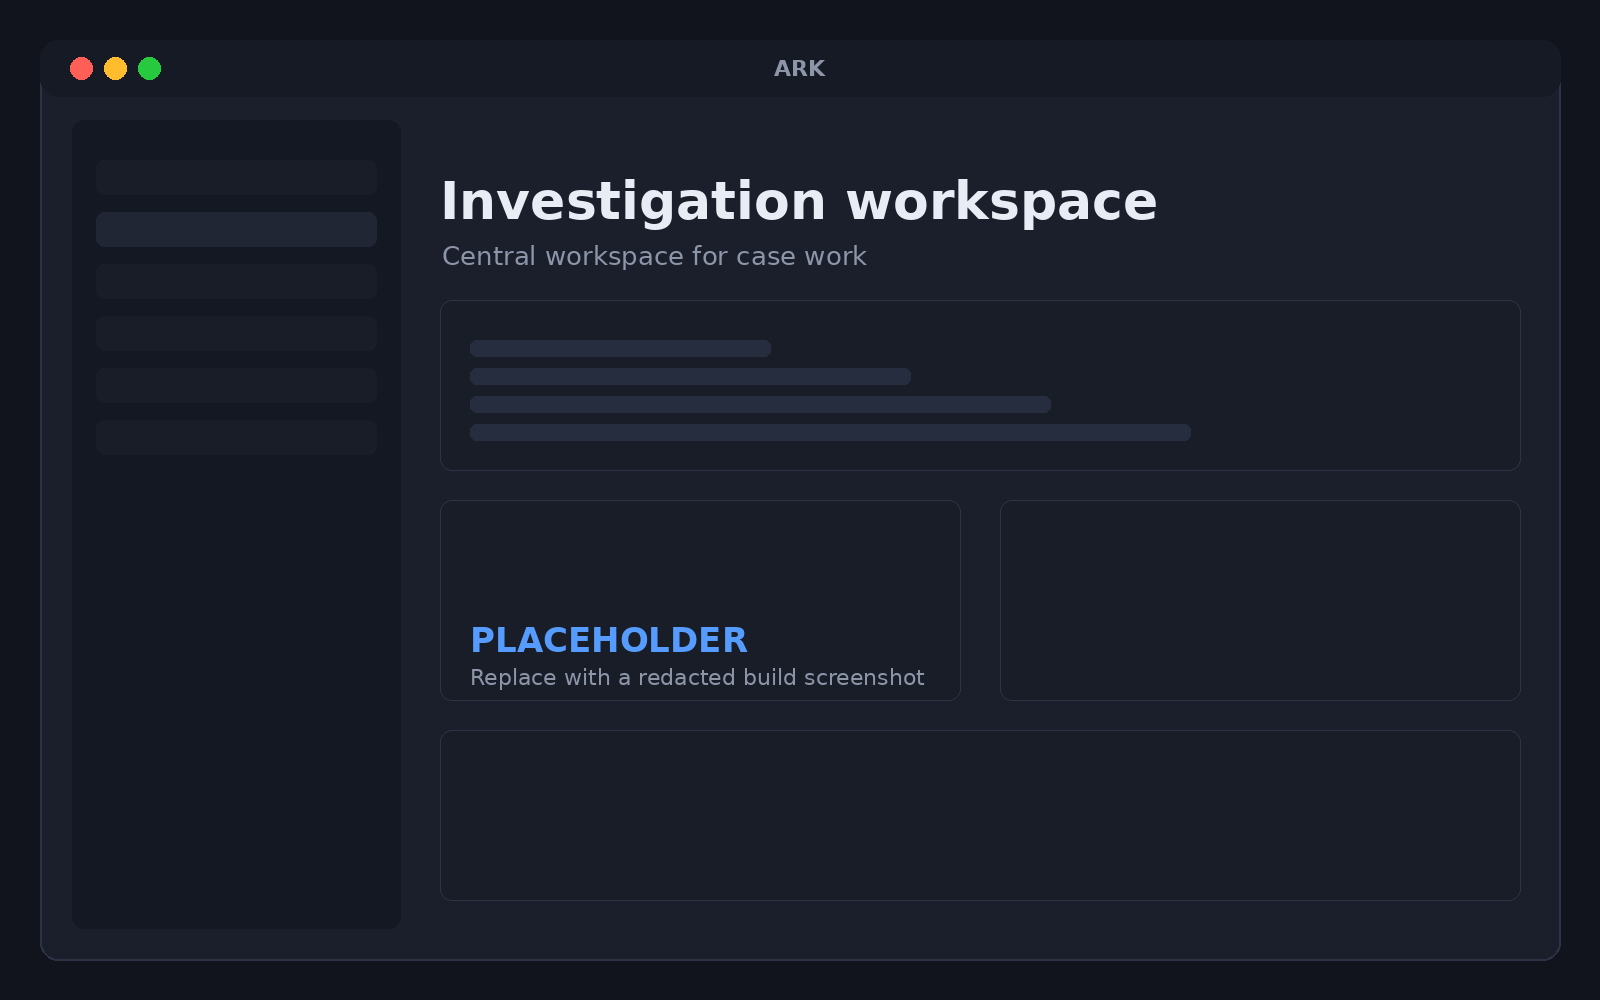 ARK
Investigation workspace
Central workspace for case work
PLACEHOLDER
Replace with a redacted build screenshot